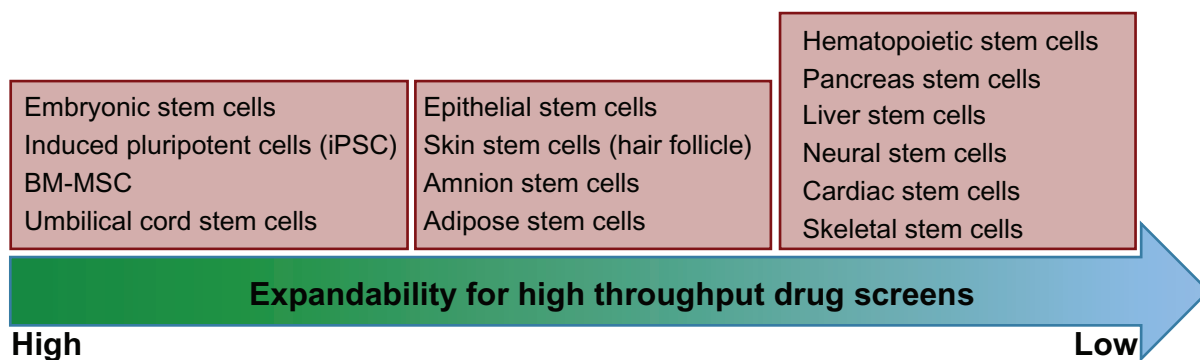 Embryonic stem cells
Induced pluripotent cells (iPSC)
BM-MSC
Umbilical cord stem cells
Epithelial stem cells
Skin stem cells (hair follicle)
Amnion stem cells
Adipose stem cells
Hematopoietic stem cells
Pancreas stem cells
Liver stem cells
Neural stem cells
Cardiac stem cells
Skeletal stem cells
Expandability for high throughput drug screens
High
Low